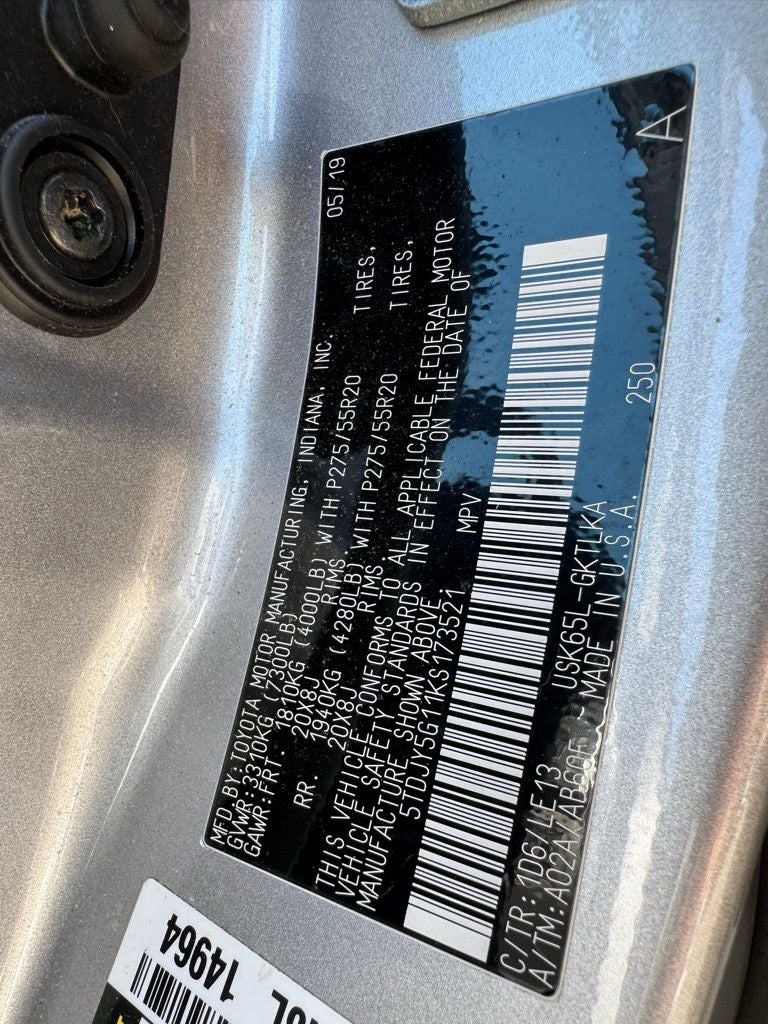 MFD. BY: TOYOTA MOTOR MANUFACTURING, INDIANA, INC. 05/19
GVWR: 3310KG (7300LB)
GAWR: FRT. 1810KG (4000LB) WITH P275/55R20 TIRES,
20X8J RIMS
RR. 1940KG (4280LB) WITH P275/55R20 TIRES,
20X8J RIMS.
THIS VEHICLE CONFORMS TO ALL APPLICABLE FEDERAL MOTOR
VEHICLE SAFETY STANDARDS IN EFFECT ON THE DATE OF
MANUFACTURE SHOWN ABOVE.
5TDJY5G11KS173521 MPV
C/TR: 1D6/LE13 USK65L-GKTLKA 250
A/TM: A02A/AB60F MADE IN U.S.A. A
14964